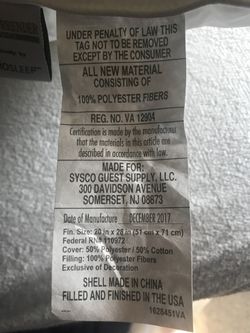 UNDER PENALTY OF LAW THIS
TAG NOT TO BE REMOVED
EXCEPT BY THE CONSUMER
ALL NEW MATERIAL
CONSISTING OF
100% POLYESTER FIBERS
REG. NO. VA 12904
Certification is made by the manufacturer
that the materials in this article are
described in accordance with law.
MADE FOR:
SYSCO GUEST SUPPLY, LLC.
300 DAVIDSON AVENUE
SOMERSET, NJ 08873
Date of Manufacture DECEMBER 2017
Fin. Size: 20 in x 28 in (51 cm x 71 cm)
Federal RN# 110972
Cover: 50% Polyester / 50% Cotton
Filling: 100% Polyester Fibers
Exclusive of Decoration
SHELL MADE IN CHINA
FILLED AND FINISHED IN THE USA
1628451VA